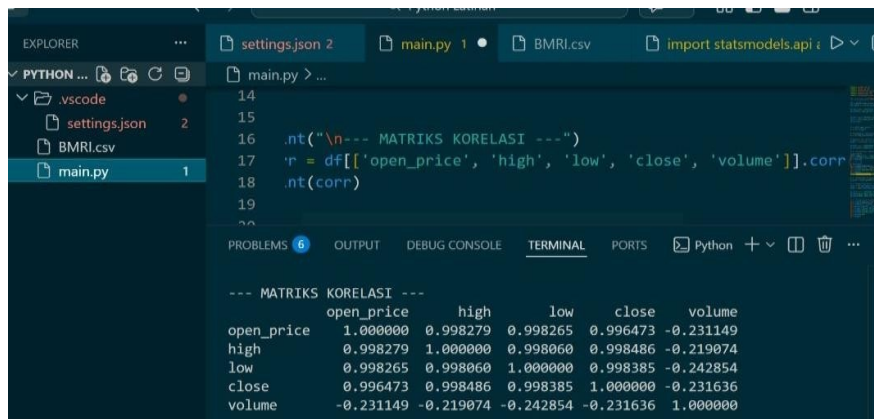 EXPLORER ···
settings.json 2 main.py 1 BMRI.csv import statsmodels.api
PYTHON ...
main.py > ...
.vscode
settings.json 2
BMRI.csv
main.py 1
14
15
16 nt("\n--- MATRIKS KORELASI ---")
17 r = df[['open_price', 'high', 'low', 'close', 'volume']].corr
18 nt(corr)
19
PROBLEMS 6 OUTPUT DEBUG CONSOLE TERMINAL PORTS Python
--- MATRIKS KORELASI ---
open_price high low close volume
open_price 1.000000 0.998279 0.998265 0.996473 -0.231149
high 0.998279 1.000000 0.998060 0.998486 -0.219074
low 0.998265 0.998060 1.000000 0.998385 -0.242854
close 0.996473 0.998486 0.998385 1.000000 -0.231636
volume -0.231149 -0.219074 -0.242854 -0.231636 1.000000